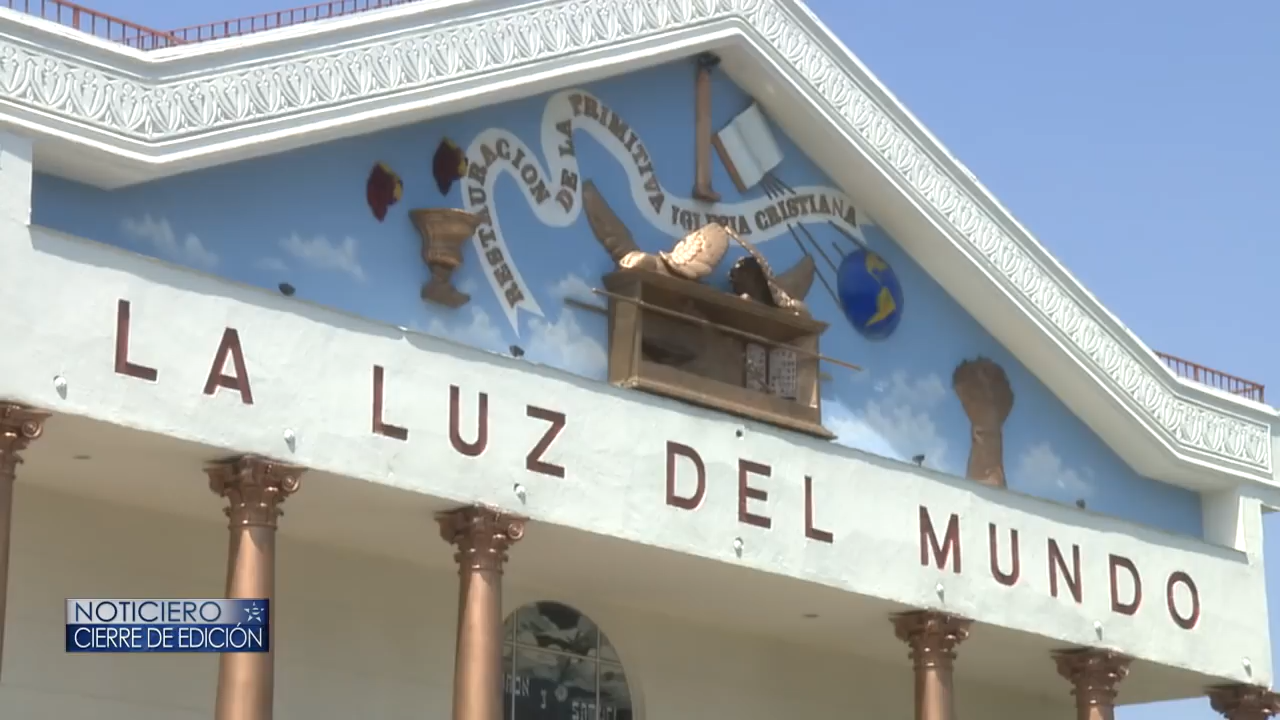 RESTAURACION DE LA PRIMITIVA IGLESIA CRISTIANA
LA LUZ DEL MUNDO
NOTICIERO
CIERRE DE EDICIÓN